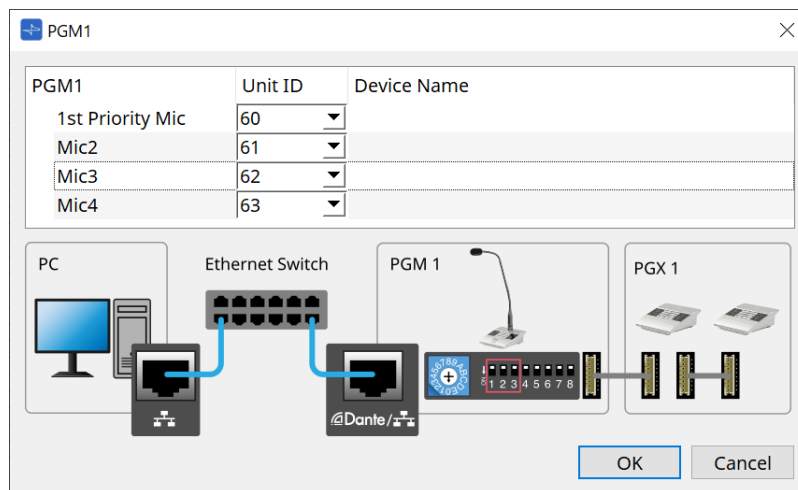 PGM1
PGM1 Unit ID Device Name
1st Priority Mic 60
Mic2 61
Mic3 62
Mic4 63
PC Ethernet Switch PGM 1 PGX 1
ON 1 2 3 4 5 6 7 8
Dante/
OK Cancel